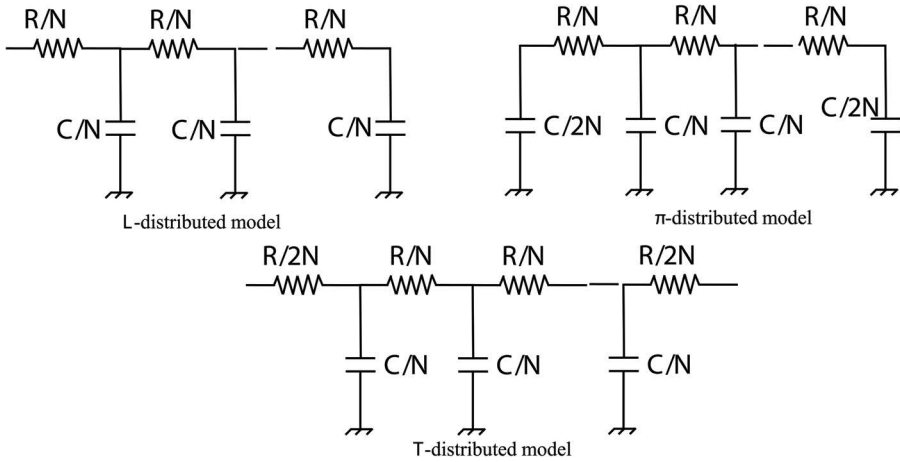 R/N R/N R/N
C/N C/N C/N
L-distributed model
R/N R/N R/N
C/2N C/N C/N C/2N
π-distributed model
R/2N R/N R/N R/2N
C/N C/N C/N
T-distributed model